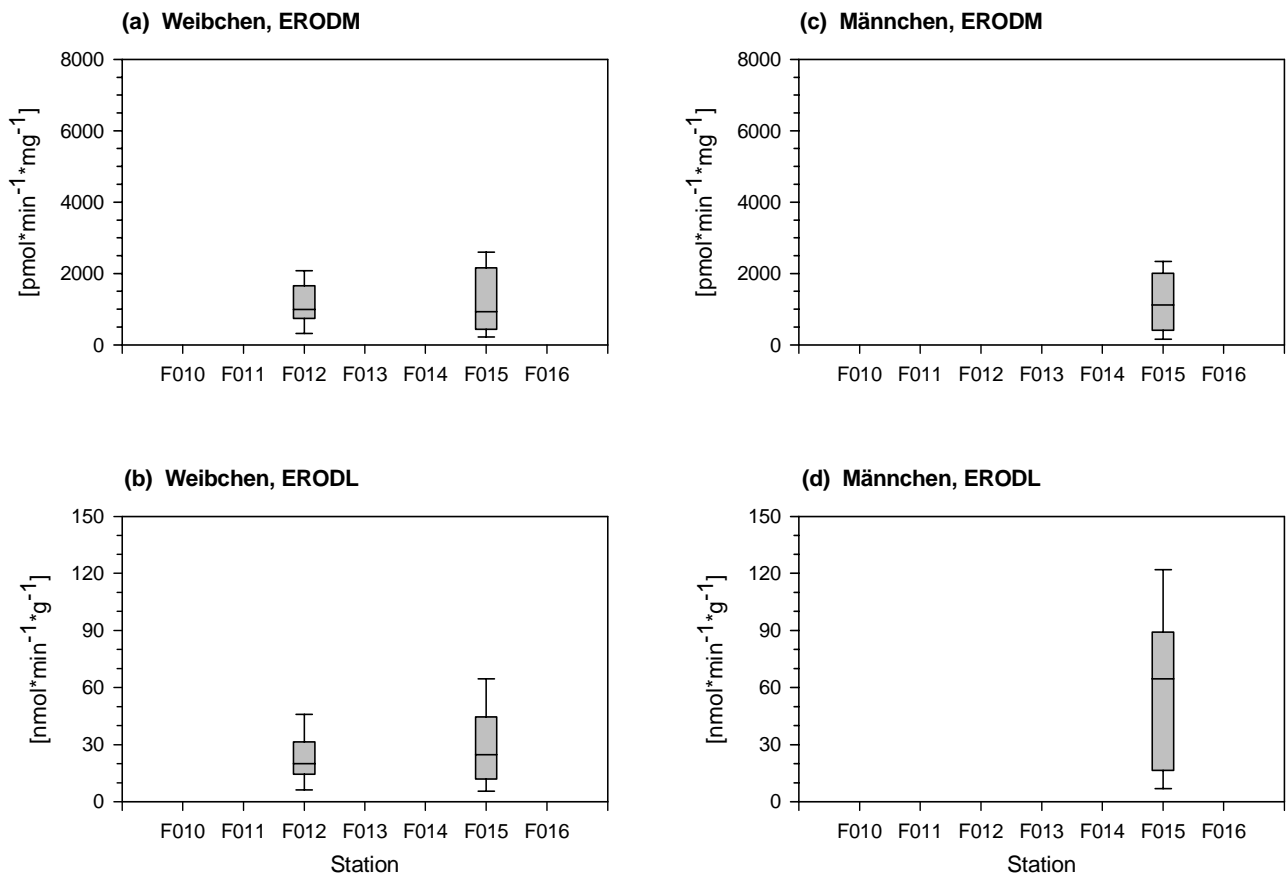 (a) Weibchen, ERODM
[pmol*min-1*mg-1]
8000
6000
4000
2000
0
F010 F011 F012 F013 F014 F015 F016
(c) Männchen, ERODM
[pmol*min-1*mg-1]
8000
6000
4000
2000
0
F010 F011 F012 F013 F014 F015 F016
(b) Weibchen, ERODL
[nmol*min-1*g-1]
150
120
90
60
30
0
F010 F011 F012 F013 F014 F015 F016
Station
(d) Männchen, ERODL
[nmol*min-1*g-1]
150
120
90
60
30
0
F010 F011 F012 F013 F014 F015 F016
Station